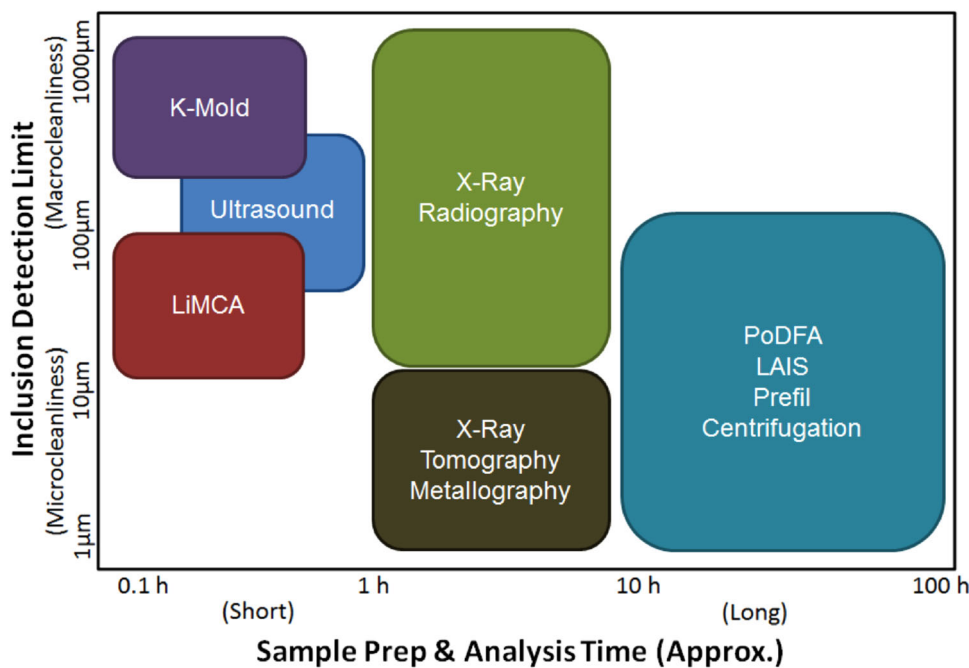 Inclusion Detection Limit
(Macrocleanliness)
(Microcleanliness)
1000µm
100µm
10µm
1µm
K-Mold
Ultrasound
LiMCA
X-Ray
Radiography
X-Ray
Tomography
Metallography
PoDFA
LAIS
Prefil
Centrifugation
0.1 h
1 h
10 h
100 h
(Short)
(Long)
Sample Prep & Analysis Time (Approx.)